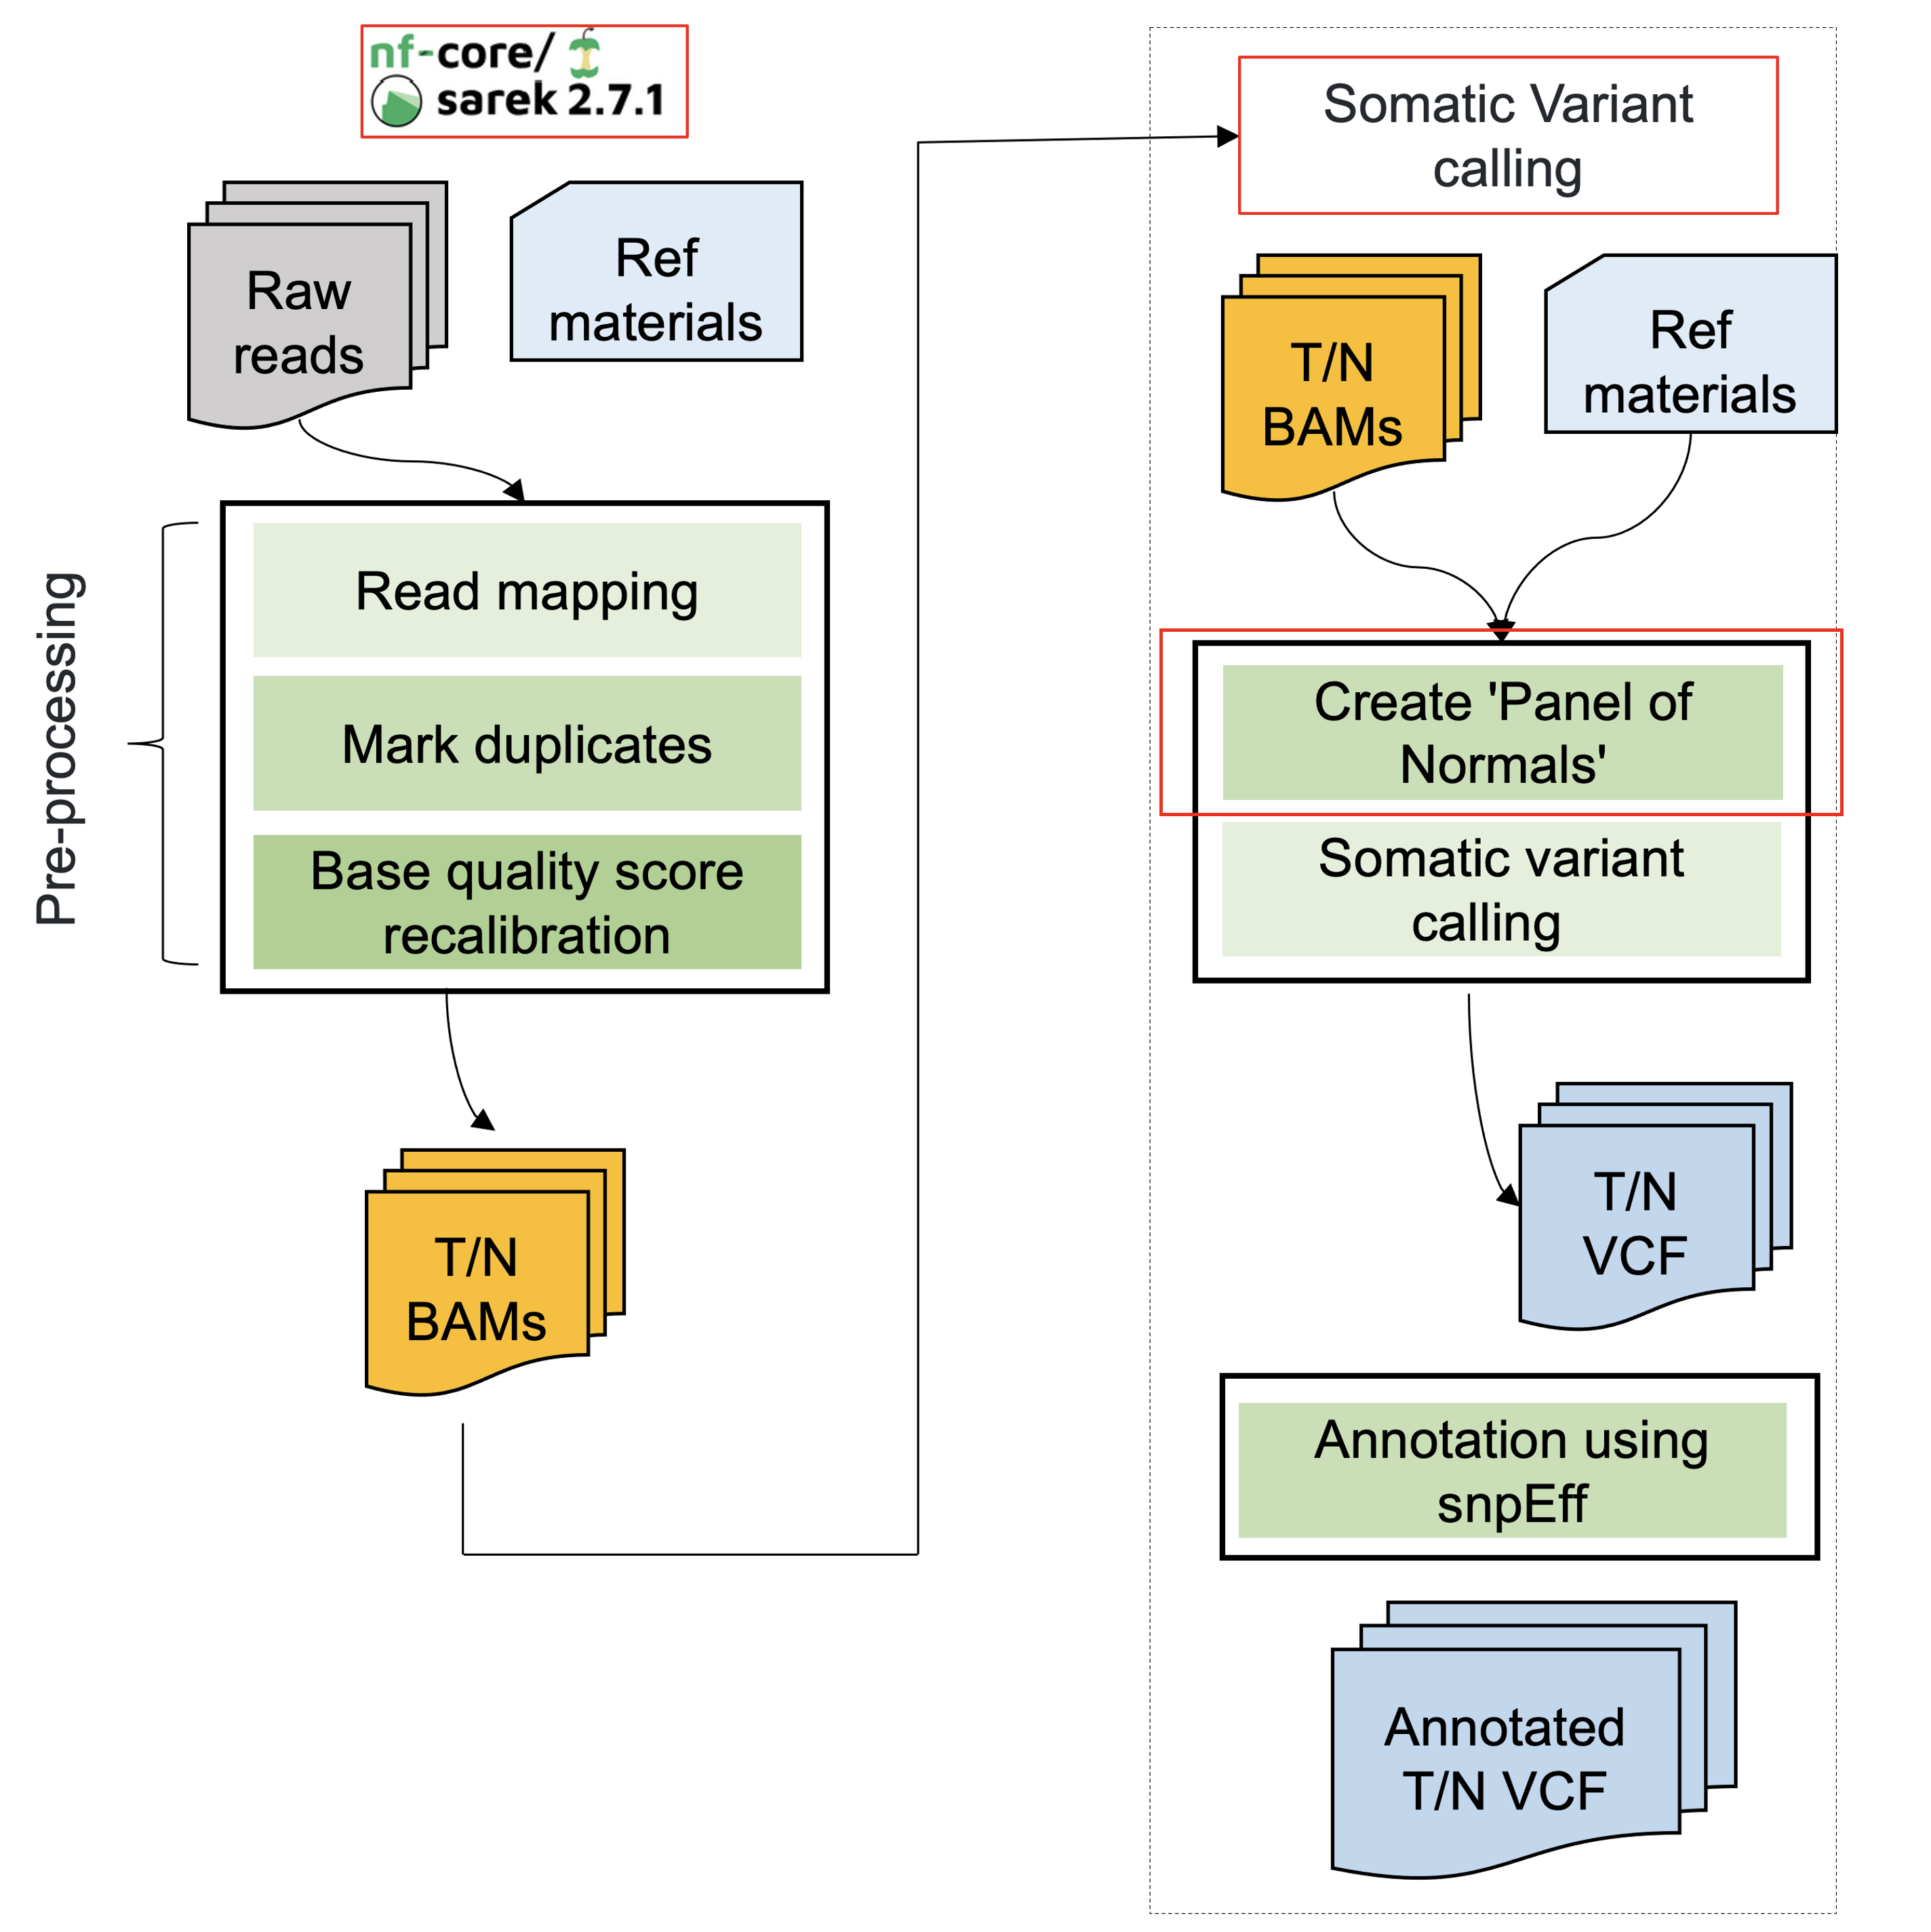 nf-core/
sarek 2.7.1
Raw
reads
Ref
materials
Pre-processing
Read mapping
Mark duplicates
Base quality score
recalibration
T/N
BAMs
Somatic Variant
calling
T/N
BAMs
Ref
materials
Create 'Panel of
Normals'
Somatic variant
calling
T/N
VCF
Annotation using
snpEff
Annotated
T/N VCF